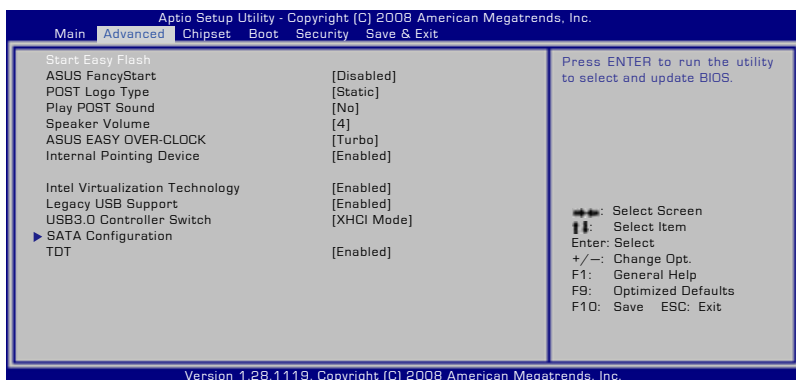 Aptio Setup Utility - Copyright (C) 2008 American Megatrends, Inc.
Main Advanced Chipset Boot Security Save & Exit
Start Easy Flash
ASUS FancyStart [Disabled]
POST Logo Type [Static]
Play POST Sound [No]
Speaker Volume [4]
ASUS EASY OVER-CLOCK [Turbo]
Internal Pointing Device [Enabled]
Intel Virtualization Technology [Enabled]
Legacy USB Support [Enabled]
USB3.0 Controller Switch [XHCI Mode]
SATA Configuration
TDT [Enabled]
Press ENTER to run the utility
to select and update BIOS.
: Select Screen
: Select Item
Enter: Select
+/—: Change Opt.
F1: General Help
F9: Optimized Defaults
F10: Save ESC: Exit
Version 1.28.1119. Copyright (C) 2008 American Megatrends, Inc.